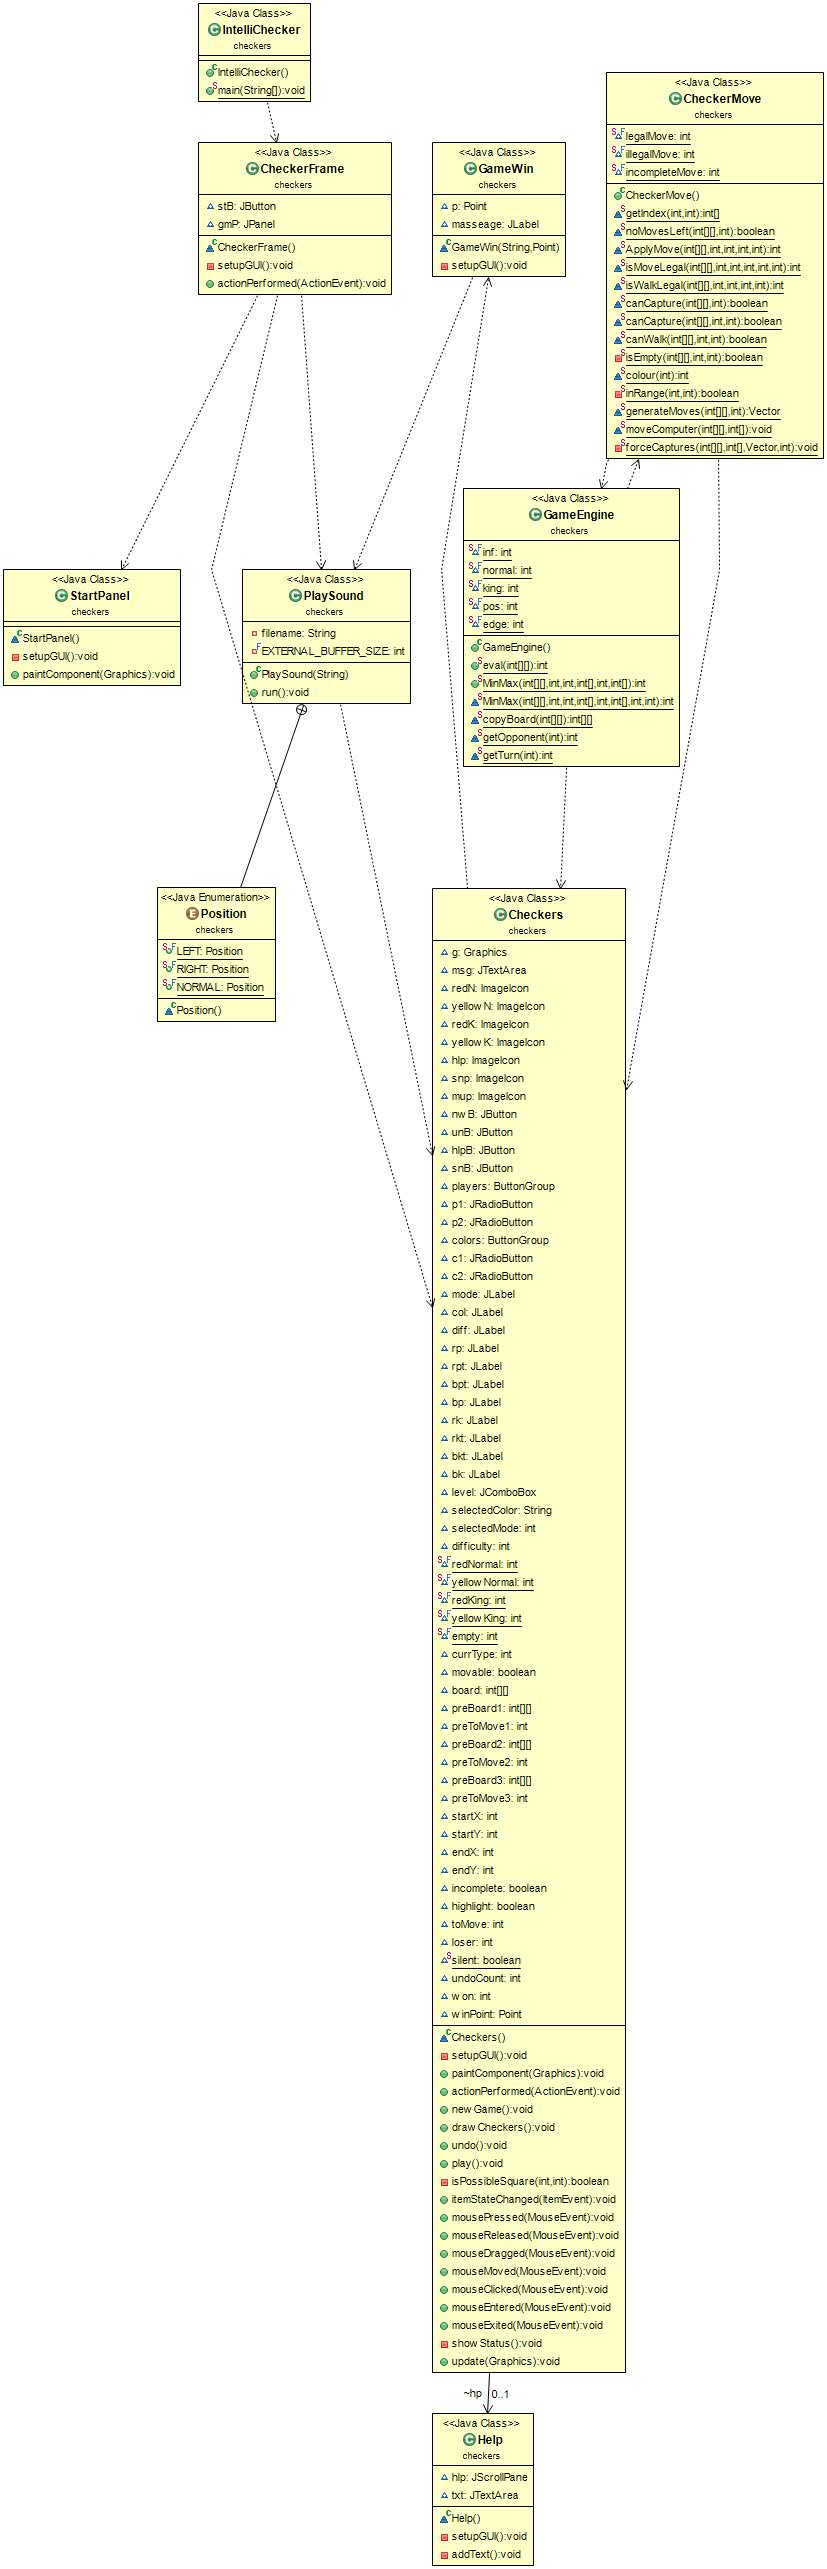 <<Java Class>>
IntelliChecker
checkers
IntelliChecker()
main(String[]):void
<<Java Class>>
CheckerFrame
checkers
stB: JButton
gmP: JPanel
CheckerFrame()
setupGUI():void
actionPerformed(ActionEvent):void
<<Java Class>>
GameWin
checkers
p: Point
masseage: JLabel
GameWin(String,Point)
setupGUI():void
<<Java Class>>
CheckerMove
checkers
legalMove: int
illegalMove: int
incompleteMove: int
CheckerMove()
getIndex(int,int):int[]
noMovesLeft(int[][],int):boolean
ApplyMove(int[][],int,int,int,int):int
isMoveLegal(int[][],int,int,int,int,int):int
isWalkLegal(int[][],int,int,int,int):int
canCapture(int[][],int):boolean
canCapture(int[][],int,int):boolean
canWalk(int[][],int,int):boolean
isEmpty(int[][],int,int):boolean
colour(int):int
inRange(int,int):boolean
generateMoves(int[][],int):Vector
moveComputer(int[][],int[]):void
forceCaptures(int[][],int[],Vector,int):void
<<Java Class>>
GameEngine
checkers
inf: int
normal: int
king: int
pos: int
edge: int
GameEngine()
eval(int[][]):int
MinMax(int[][],int,int,int[],int,int[]):int
MinMax(int[][],int,int,int[],int,int[],int,int):int
copyBoard(int[][]):int[][]
getOpponent(int):int
getTurn(int):int
<<Java Class>>
StartPanel
checkers
StartPanel()
setupGUI():void
paintComponent(Graphics):void
<<Java Class>>
PlaySound
checkers
filename: String
EXTERNAL_BUFFER_SIZE: int
PlaySound(String)
run():void
<<Java Enumeration>>
Position
checkers
LEFT: Position
RIGHT: Position
NORMAL: Position
Position()
<<Java Class>>
Checkers
checkers
g: Graphics
msg: JTextArea
redN: ImageIcon
yellowN: ImageIcon
redK: ImageIcon
yellowK: ImageIcon
hlp: ImageIcon
snp: ImageIcon
mup: ImageIcon
nwB: JButton
unB: JButton
hlpB: JButton
snB: JButton
players: ButtonGroup
p1: JRadioButton
p2: JRadioButton
colors: ButtonGroup
c1: JRadioButton
c2: JRadioButton
mode: JLabel
col: JLabel
diff: JLabel
rp: JLabel
rpt: JLabel
bpt: JLabel
bp: JLabel
rk: JLabel
rkt: JLabel
bkt: JLabel
bk: JLabel
level: JComboBox
selectedColor: String
selectedMode: int
difficulty: int
redNormal: int
yellowNormal: int
redKing: int
yellowKing: int
empty: int
currType: int
movable: boolean
board: int[][]
preBoard1: int[][]
preToMove1: int
preBoard2: int[][]
preToMove2: int
preBoard3: int[][]
preToMove3: int
startX: int
startY: int
endX: int
endY: int
incomplete: boolean
highlight: boolean
toMove: int
loser: int
silent: boolean
undoCount: int
won: int
winPoint: Point
Checkers()
setupGUI():void
paintComponent(Graphics):void
actionPerformed(ActionEvent):void
newGame():void
drawCheckers():void
undo():void
play():void
isPossibleSquare(int,int):boolean
itemStateChanged(ItemEvent):void
mousePressed(MouseEvent):void
mouseReleased(MouseEvent):void
mouseDragged(MouseEvent):void
mouseMoved(MouseEvent):void
mouseClicked(MouseEvent):void
mouseEntered(MouseEvent):void
mouseExited(MouseEvent):void
showStatus():void
update(Graphics):void
~hp 0..1
<<Java Class>>
Help
checkers
hlp: JScrollPane
txt: JTextArea
Help()
setupGUI():void
addText():void